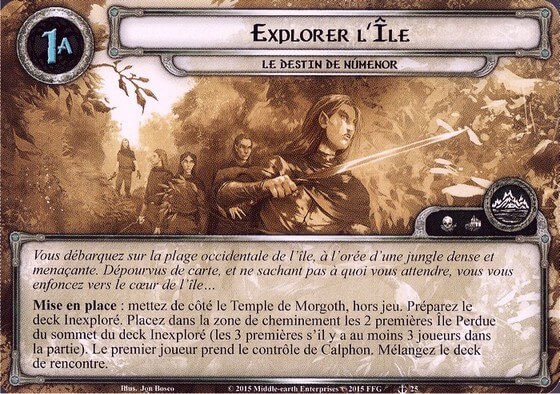 1A
EXPLORER L'ÎLE
LE DESTIN DE NÚMENOR
Vous débarquez sur la plage occidentale de l'île, à l'orée d'une jungle dense et
menaçante. Dépourvus de carte, et ne sachant pas à quoi vous attendre, vous vous
enfoncez vers le cœur de l'île…
Mise en place : mettez de côté le Temple de Morgoth, hors jeu. Préparez le
deck Inexploré. Placez dans la zone de cheminement les 2 premières Île Perdue
du sommet du deck Inexploré (les 3 premières s'il y a au moins 3 joueurs dans
la partie). Le premier joueur prend le contrôle de Calphon. Mélangez le deck
de rencontre.
Illus. Jon Bosco © 2015 Middle-earth Enterprises © 2015 FFG 25